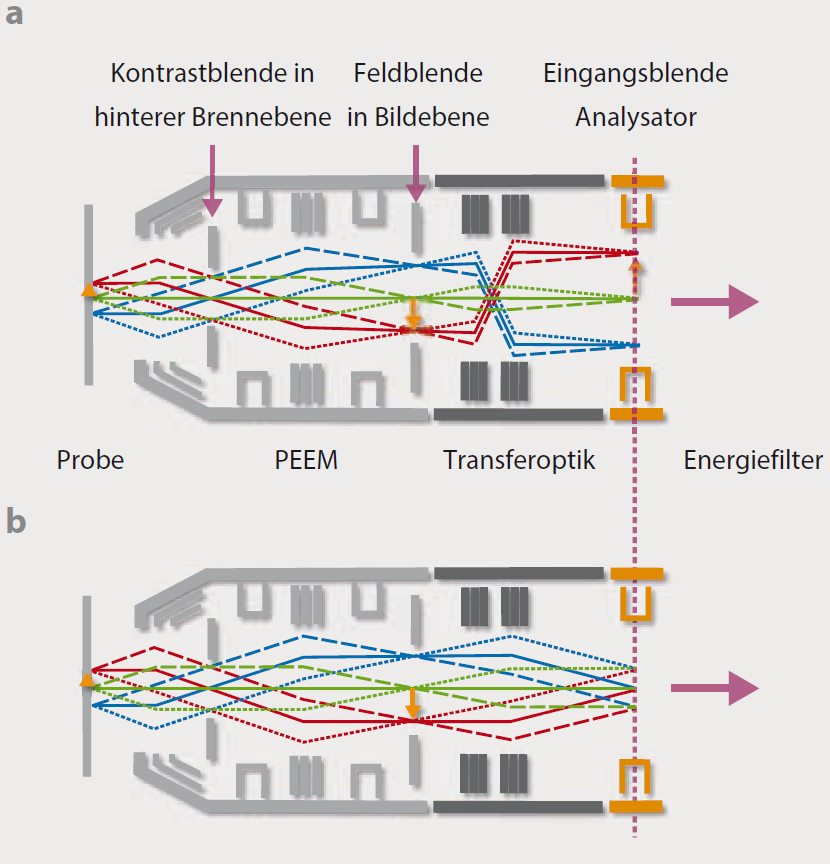 a
Kontrastblende in
hinterer Brennebene
Feldblende
in Bildebene
Eingangsblende
Analysator
Probe
PEEM
Transferoptik
Energiefilter
b